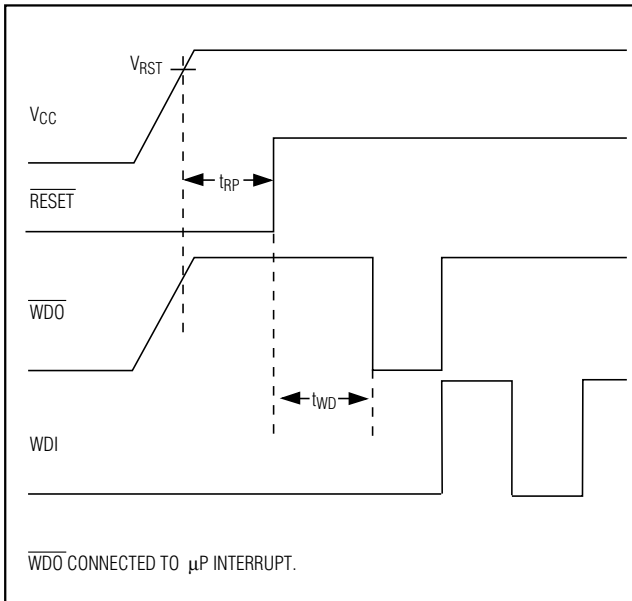 VRST
VCC
tRP
RESET
WDO
tWD
WDI
WDO CONNECTED TO µP INTERRUPT.